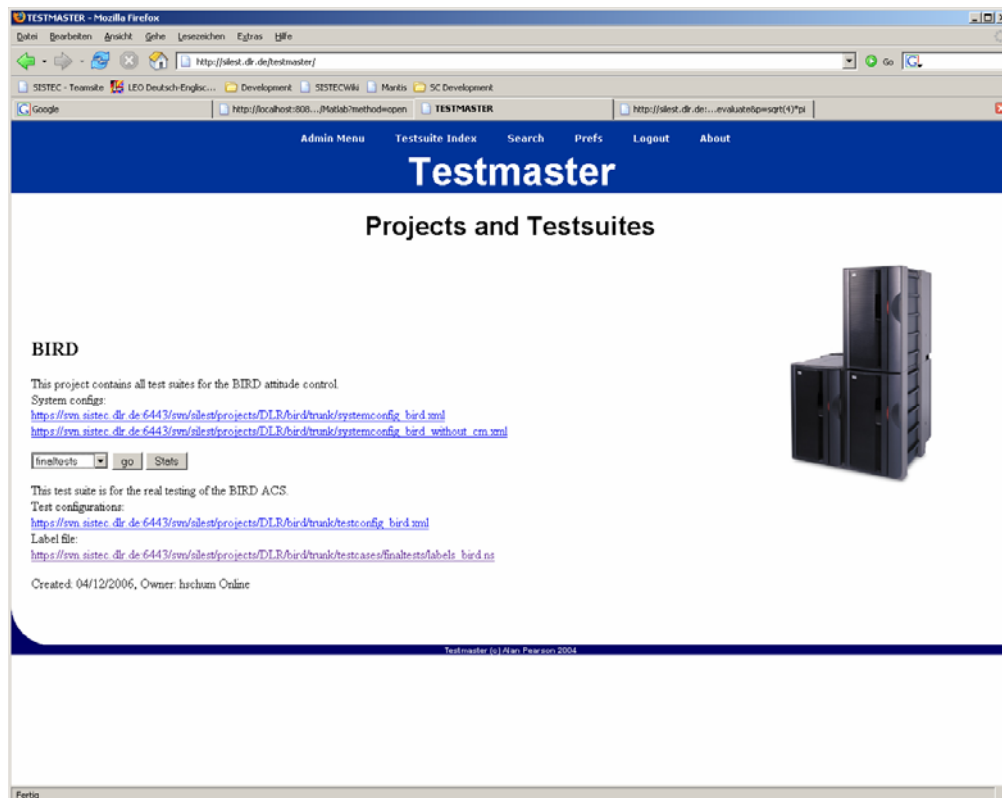 TESTMASTER - Mozilla Firefox
Datei Bearbeiten Ansicht Gehe Lesezeichen Extras Hilfe
http://silest.dlr.de/testmaster/ Go
SISTEC - Teamsite LEO Deutsch-Englisc... Development SISTECWiki Mantis SC Development
Google http://localhost:808.../Matlab?method=open TESTMASTER http://silest.dlr.de:...evaluate&p=sqrt(4)*pi
Admin Menu Testsuite Index Search Prefs Logout About
Testmaster
Projects and Testsuites
BIRD
This project contains all test suites for the BIRD attitude control.
System configs:
https://svn.sistec.dlr.de:6443/svn/silest/projects/DLR/bird/trunk/systemconfig_bird.xml
https://svn.sistec.dlr.de:6443/svn/silest/projects/DLR/bird/trunk/systemconfig_bird_without_cm.xml
finaltests go Stats
This test suite is for the real testing of the BIRD ACS.
Test configurations:
https://svn.sistec.dlr.de:6443/svn/silest/projects/DLR/bird/trunk/testconfig_bird.xml
Label file:
https://svn.sistec.dlr.de:6443/svn/silest/projects/DLR/bird/trunk/testcases/finaltests/labels_bird.ns
Created: 04/12/2006, Owner: hschum Online
Testmaster (c) Alan Pearson 2004
Fertig